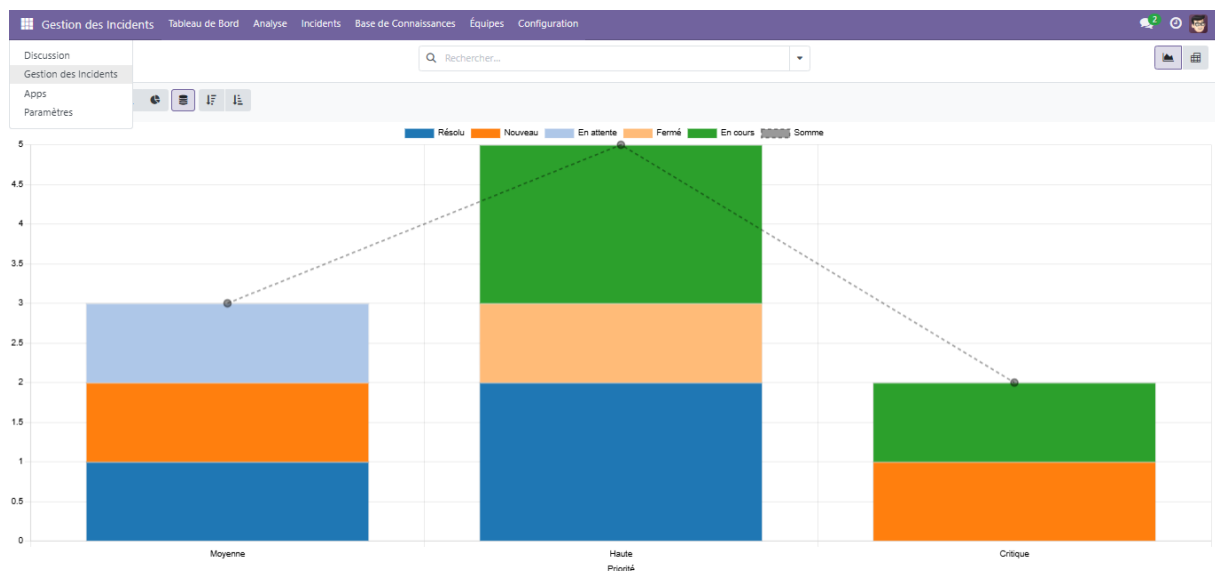 Gestion des Incidents Tableau de Bord Analyse Incidents Base de Connaissances Équipes Configuration 2
Discussion
Gestion des Incidents
Apps
Paramètres
Rechercher...
Résolu Nouveau En attente Fermé En cours Somme
5
4.5
4
3.5
3
2.5
2
1.5
1
0.5
0
Moyenne Haute Critique
Priorité